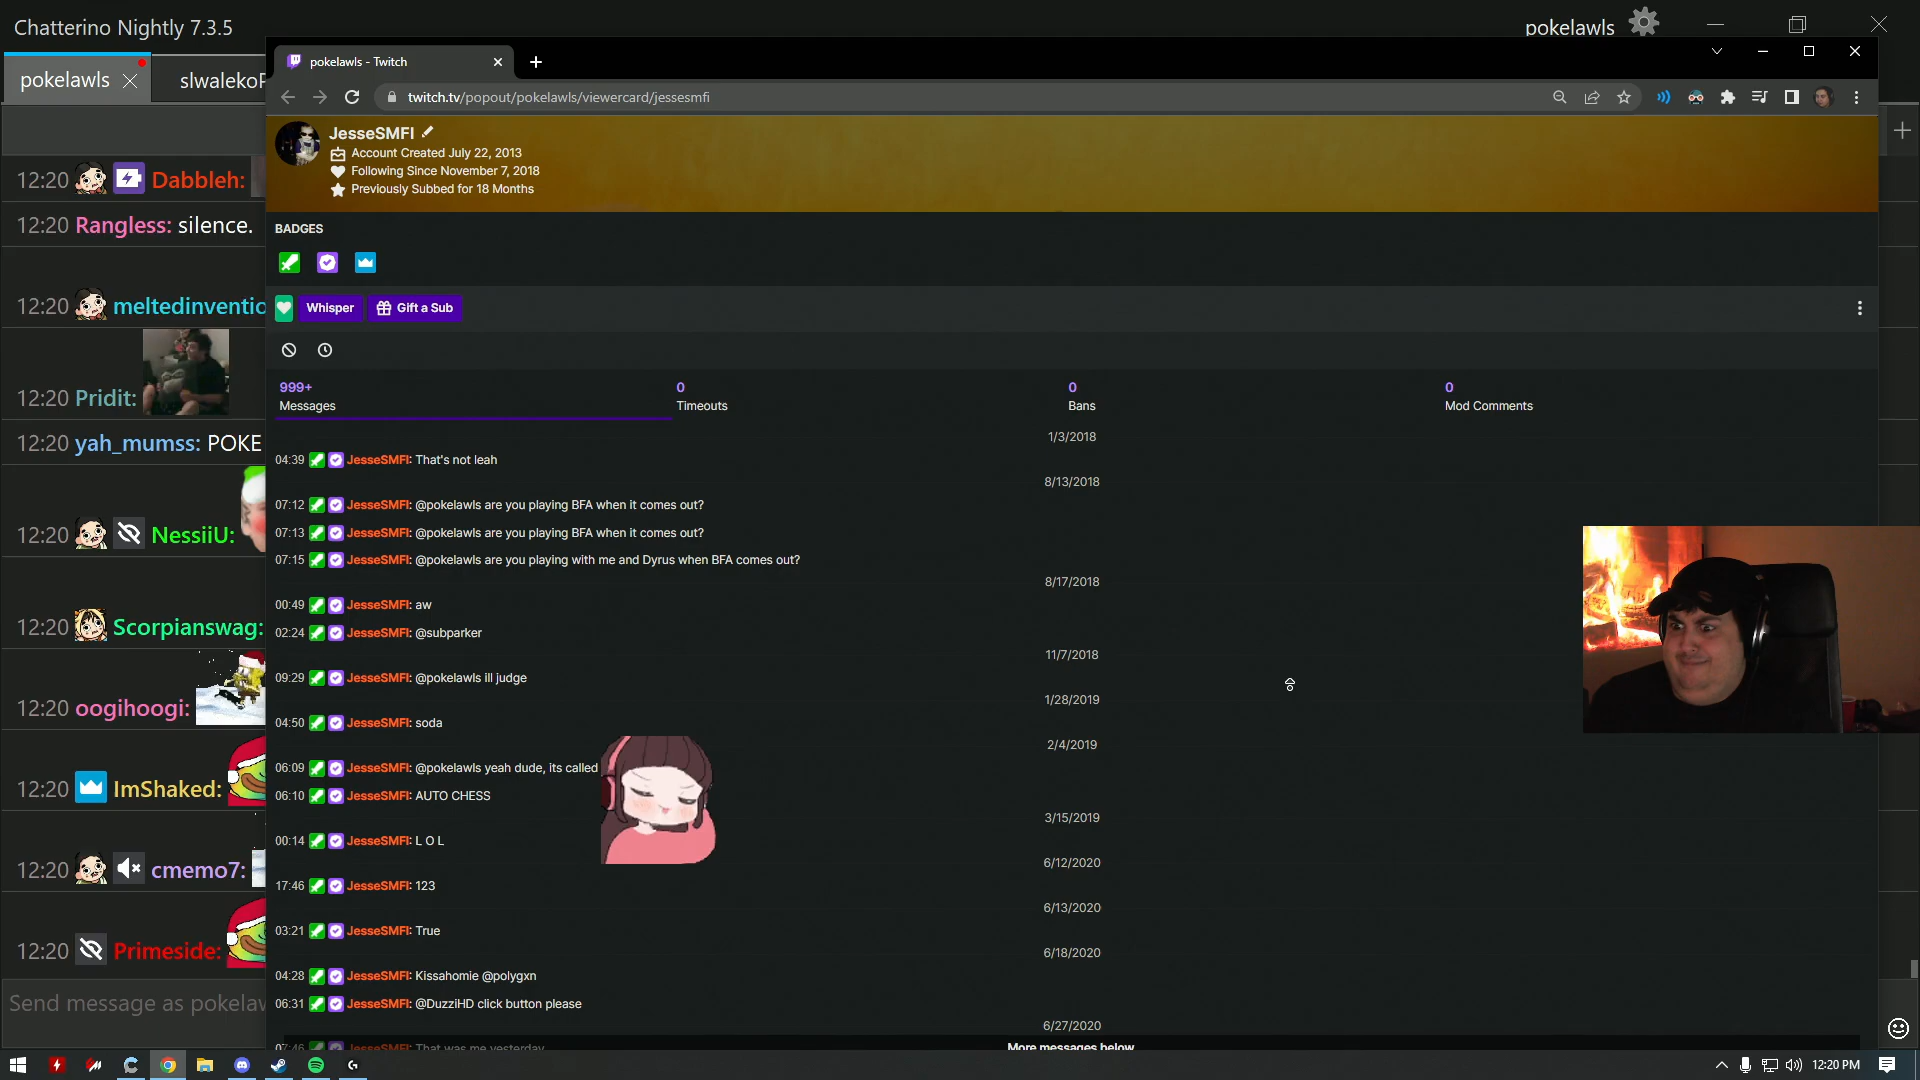 Chatterino Nightly 7.3.5
pokelawls
pokelawls
pokelawls - Twitch
twitch.tv/popout/pokelawls/viewercard/jessesmfi
JesseSMFI
Account Created July 22, 2013
Following Since November 7, 2018
Previously Subbed for 18 Months
BADGES
Whisper
Gift a Sub
999+
Messages
0
Timeouts
0
Bans
0
Mod Comments
1/3/2018
04:39 JesseSMFI: That's not leah
8/13/2018
07:12 JesseSMFI: @pokelawls are you playing BFA when it comes out?
07:13 JesseSMFI: @pokelawls are you playing BFA when it comes out?
07:15 JesseSMFI: @pokelawls are you playing with me and Dyrus when BFA comes out?
8/17/2018
00:49 JesseSMFI: aw
02:24 JesseSMFI: @subparker
11/7/2018
09:29 JesseSMFI: @pokelawls ill judge
1/28/2019
04:50 JesseSMFI: soda
2/4/2019
06:09 JesseSMFI: @pokelawls yeah dude, its called
06:10 JesseSMFI: AUTO CHESS
3/15/2019
00:14 JesseSMFI: L O L
6/12/2020
17:46 JesseSMFI: 123
6/13/2020
03:21 JesseSMFI: True
6/18/2020
04:28 JesseSMFI: Kissahomie @polygxn
06:31 JesseSMFI: @DuzziHD click button please
6/27/2020
07:46 JesseSMFI: That was me yesterday
More messages below
12:20 Dabbleh:
12:20 Rangless: silence.
12:20 meltedinventio
12:20 Pridit:
12:20 yah_mumss: POKE
12:20 NessiiU:
12:20 Scorpianswag:
12:20 oogihoogi:
12:20 ImShaked:
12:20 cmemo7:
12:20 Primeside:
Send message as pokelaw
12:20 PM